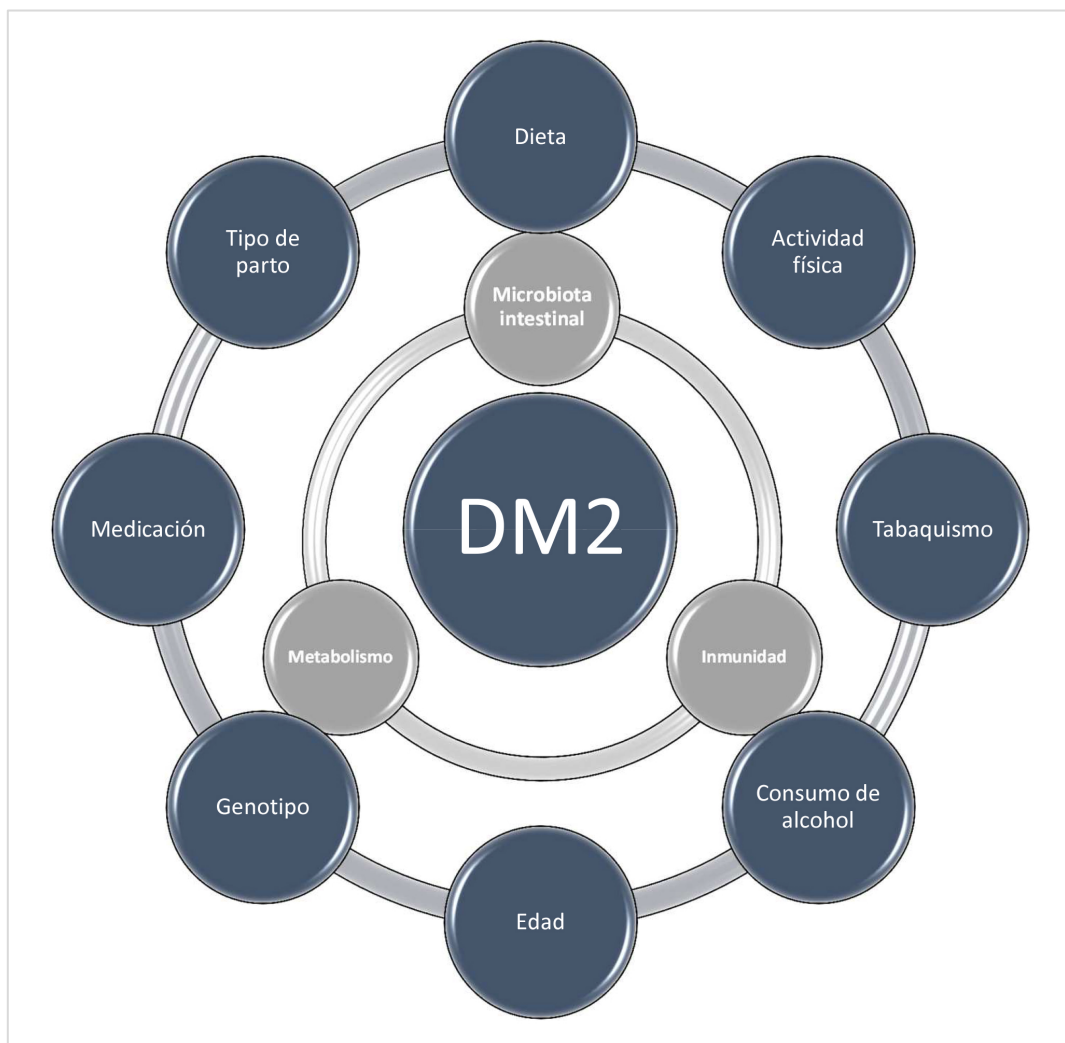 Dieta
Tipo de
parto
Actividad
física
Microbiota
intestinal
Medicación
DM2
Tabaquismo
Metabolismo
Inmunidad
Genotipo
Consumo de
alcohol
Edad